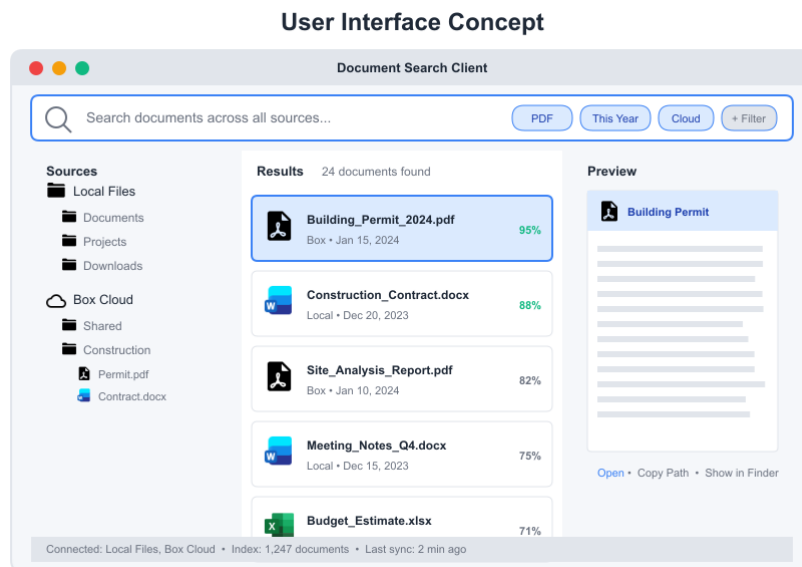 User Interface Concept
Document Search Client
Search documents across all sources...
PDF
This Year
Cloud
+ Filter
Sources
Local Files
Documents
Projects
Downloads
Box Cloud
Shared
Construction
Permit.pdf
Contract.docx
Results 24 documents found
Building_Permit_2024.pdf
Box • Jan 15, 2024
95%
W
Construction_Contract.docx
Local • Dec 20, 2023
88%
Site_Analysis_Report.pdf
Box • Jan 10, 2024
82%
W
Meeting_Notes_Q4.docx
Local • Dec 15, 2023
75%
X
Budget_Estimate.xlsx
71%
Preview
Building Permit
Open • Copy Path • Show in Finder
Connected: Local Files, Box Cloud • Index: 1,247 documents • Last sync: 2 min ago